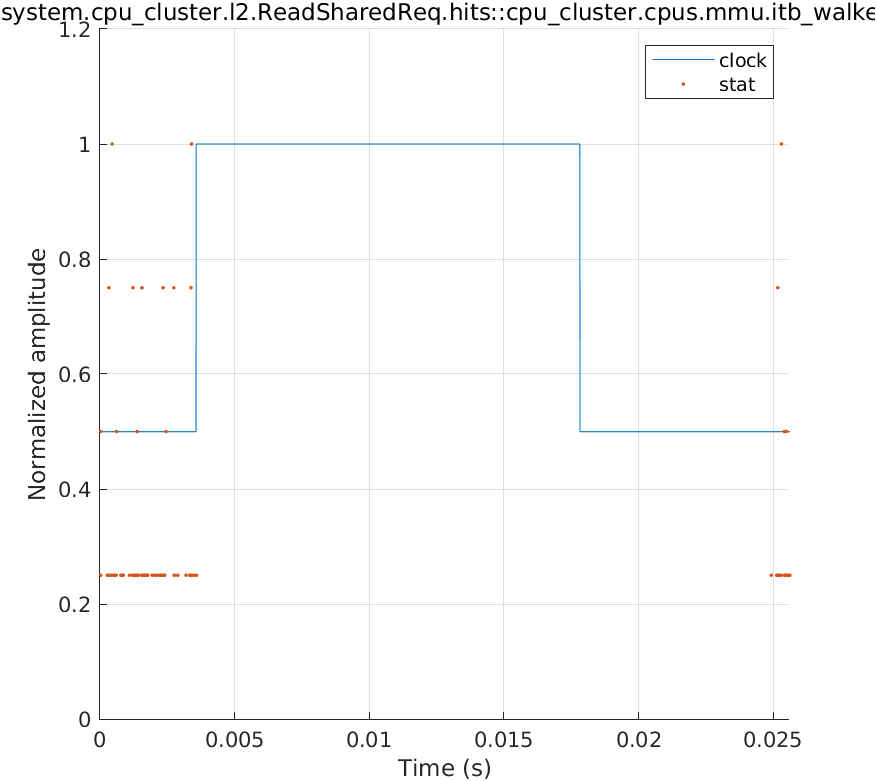 system.cpu_cluster.l2.ReadSharedReq.hits::cpu_cluster.cpus.mmu.itb_walke
1.2
1
0.8
0.6
0.4
0.2
0
Normalized amplitude
clock
stat
0 0.005 0.01 0.015 0.02 0.025
Time (s)